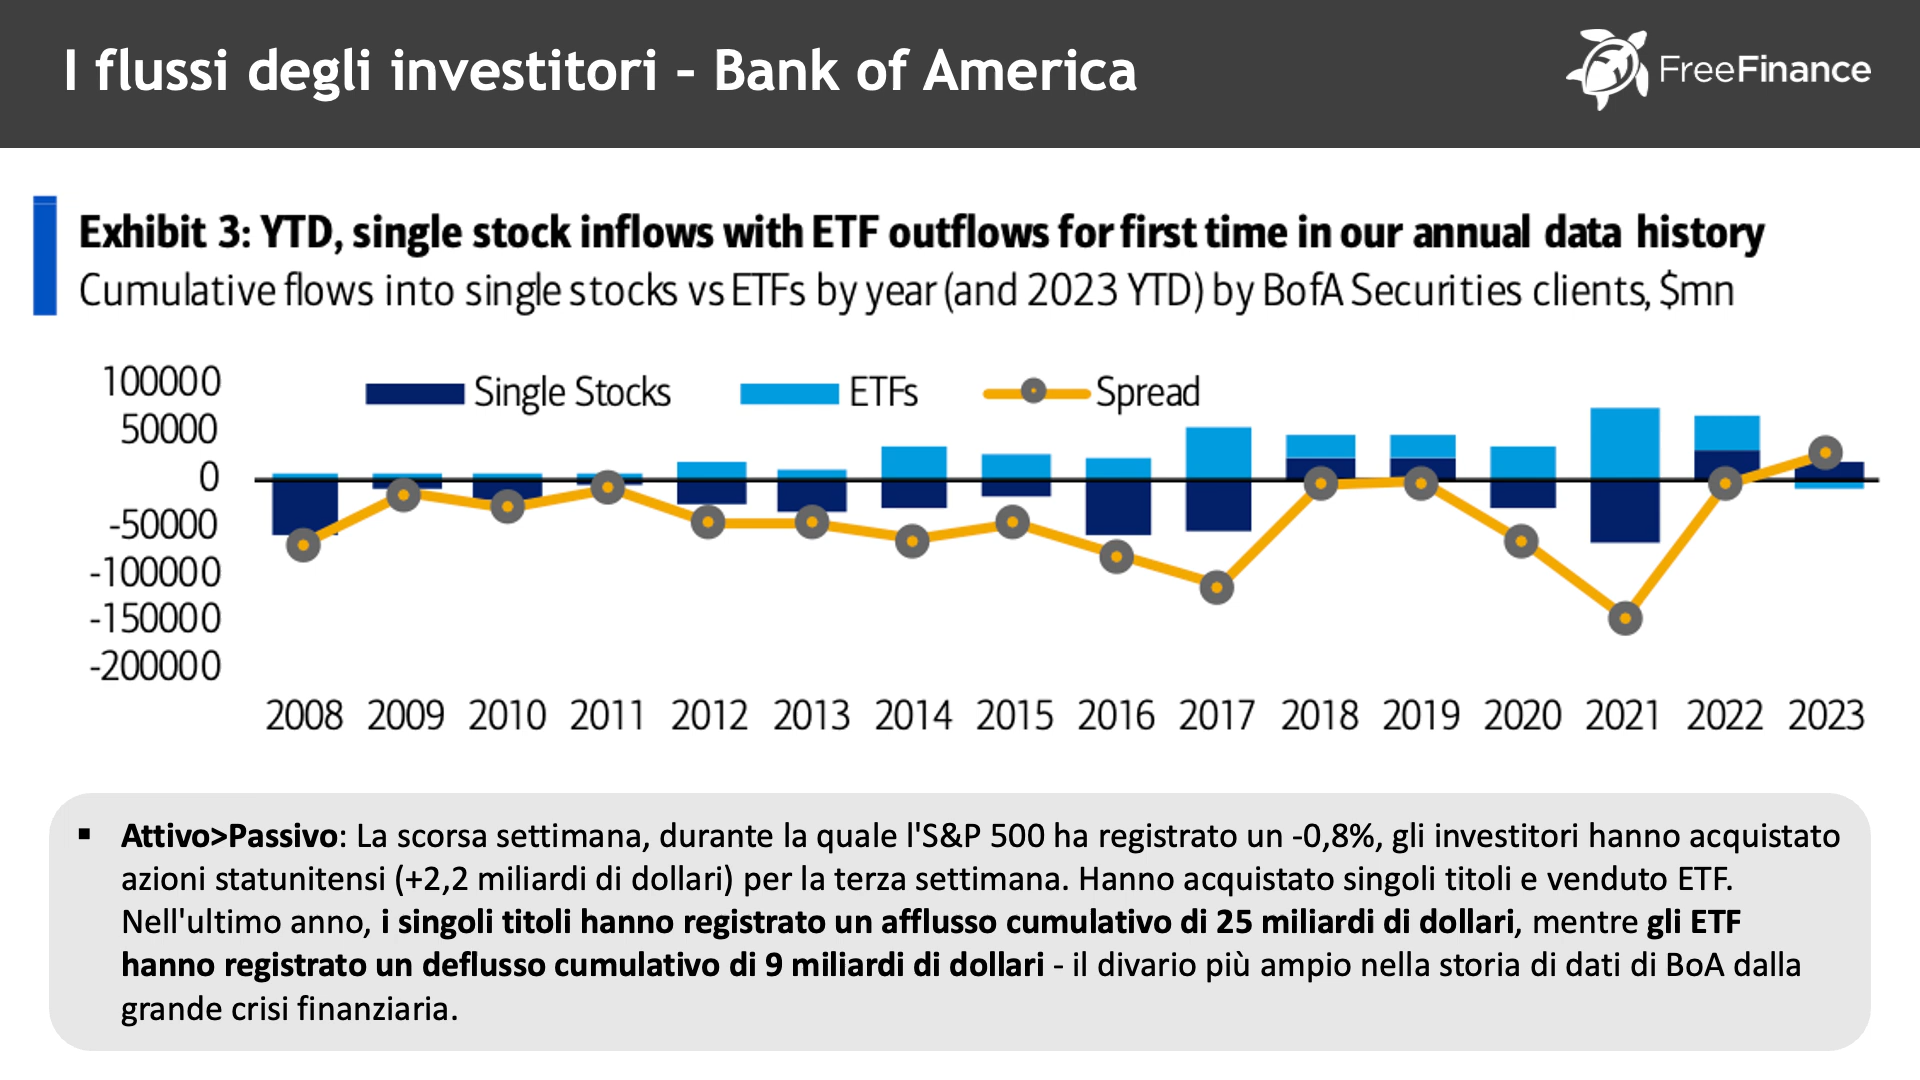 I flussi degli investitori – Bank of America
FreeFinance
Exhibit 3: YTD, single stock inflows with ETF outflows for first time in our annual data history
Cumulative flows into single stocks vs ETFs by year (and 2023 YTD) by BofA Securities clients, $mn
100000
50000
0
-50000
-100000
-150000
-200000
Single Stocks
ETFs
Spread
2008 2009 2010 2011 2012 2013 2014 2015 2016 2017 2018 2019 2020 2021 2022 2023
▪ Attivo>Passivo: La scorsa settimana, durante la quale l'S&P 500 ha registrato un -0,8%, gli investitori hanno acquistato
azioni statunitensi (+2,2 miliardi di dollari) per la terza settimana. Hanno acquistato singoli titoli e venduto ETF.
Nell'ultimo anno, i singoli titoli hanno registrato un afflusso cumulativo di 25 miliardi di dollari, mentre gli ETF
hanno registrato un deflusso cumulativo di 9 miliardi di dollari - il divario più ampio nella storia di dati di BoA dalla
grande crisi finanziaria.